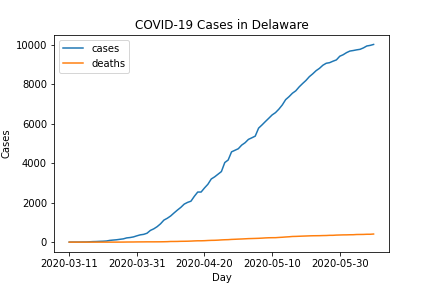 COVID-19 Cases in Delaware
cases
deaths
Cases
10000
8000
6000
4000
2000
0
2020-03-11 2020-03-31 2020-04-20 2020-05-10 2020-05-30
Day